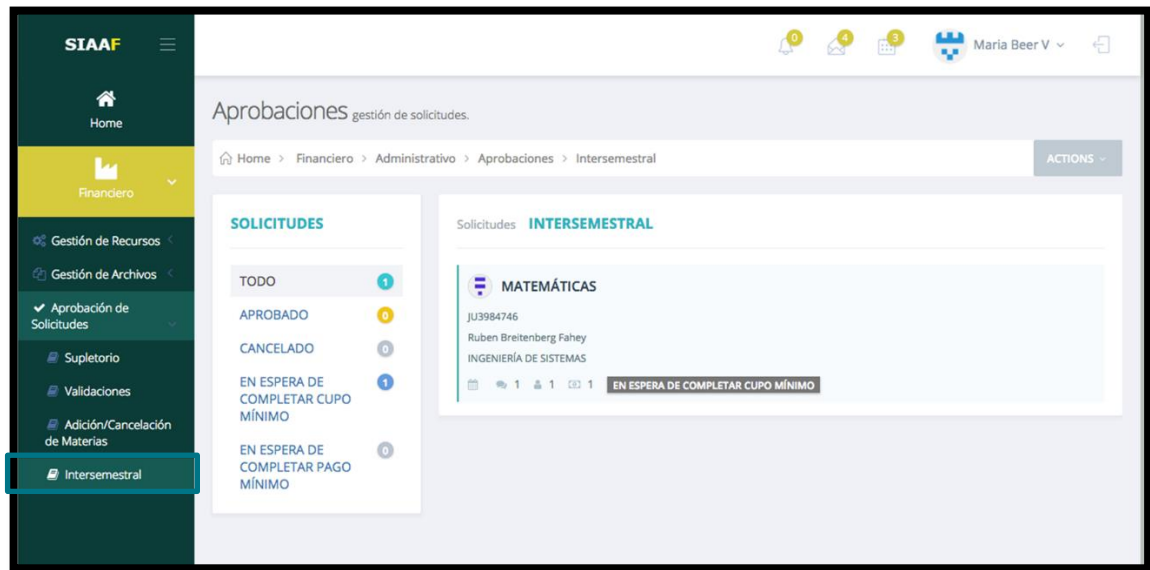 SIAAF
0
4
3
Maria Beer V
Home
Financiero
Gestión de Recursos
Gestión de Archivos
Aprobación de
Solicitudes
Supletorio
Validaciones
Adición/Cancelación
de Materias
Intersemestral
Aprobaciones gestión de solicitudes.
Home > Financiero > Administrativo > Aprobaciones > Intersemestral
ACTIONS
SOLICITUDES
TODO 1
APROBADO 0
CANCELADO 0
EN ESPERA DE 1
COMPLETAR CUPO
MÍNIMO
EN ESPERA DE 0
COMPLETAR PAGO
MÍNIMO
Solicitudes INTERSEMESTRAL
MATEMÁTICAS
JU3984746
Ruben Breitenberg Fahey
INGENIERÍA DE SISTEMAS
1 1 1 EN ESPERA DE COMPLETAR CUPO MÍNIMO